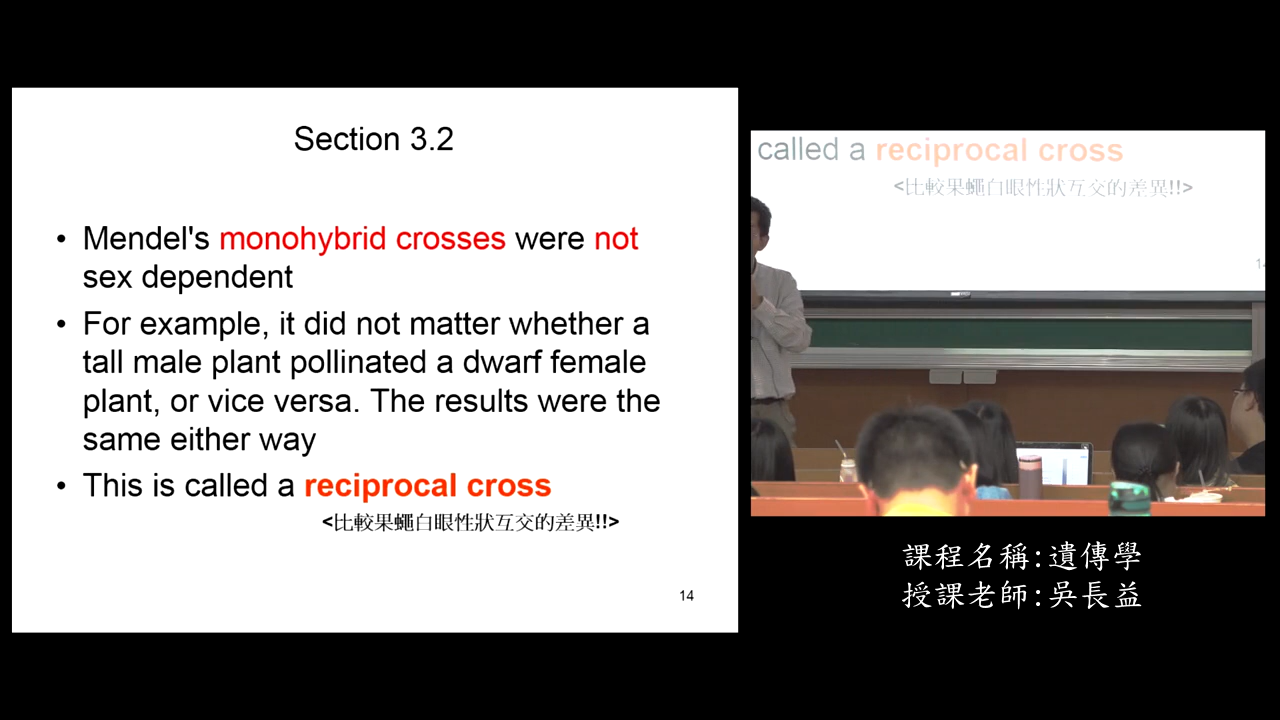 Section 3.2
• Mendel's monohybrid crosses were not
sex dependent
• For example, it did not matter whether a
tall male plant pollinated a dwarf female
plant, or vice versa. The results were the
same either way
• This is called a reciprocal cross
<比較果蠅白眼性狀互交的差異!!>
14
called a reciprocal cross
<比較果蠅白眼性狀互交的差異!!>
14
課程名稱:遺傳學
授課老師:吳長益